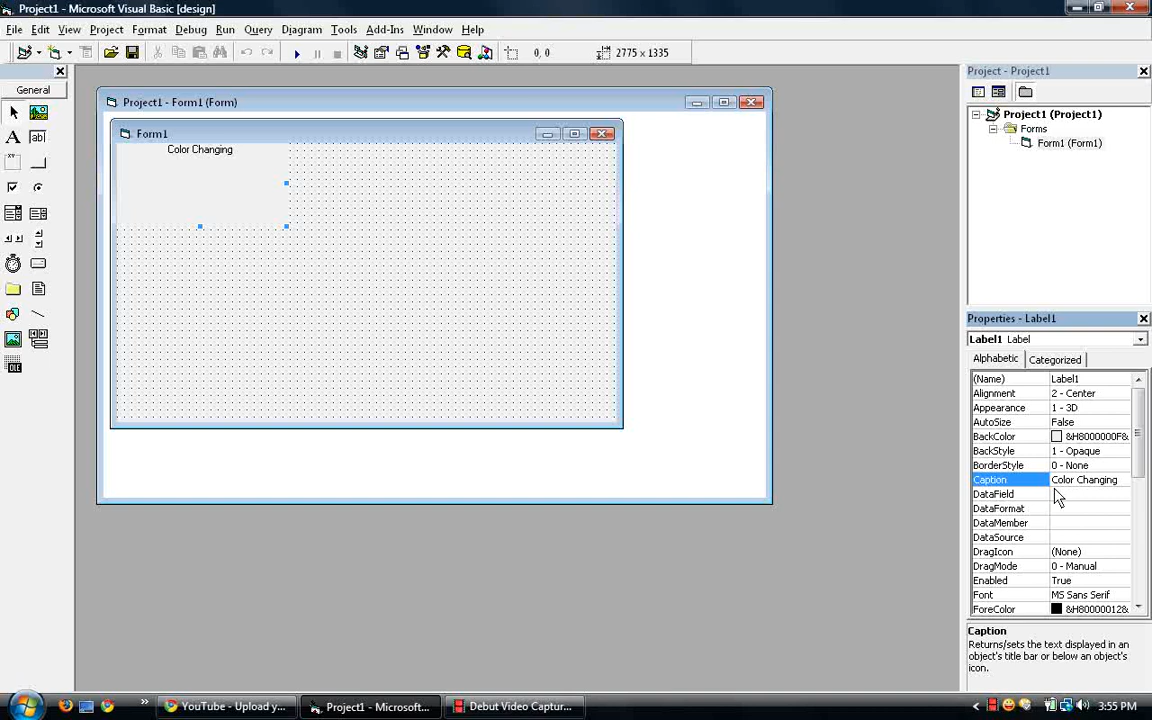 Project1 - Microsoft Visual Basic [design]
File Edit View Project Format Debug Run Query Diagram Tools Add-Ins Window Help
0, 0
2775 x 1335
General
A
ab|
XY
OLE
Project1 - Form1 (Form)
Form1
Color Changing
Project - Project1
Project1 (Project1)
Forms
Form1 (Form1)
Properties - Label1
Label1 Label
Alphabetic Categorized
(Name) Label1
Alignment 2 - Center
Appearance 1 - 3D
AutoSize False
BackColor &H8000000F&
BackStyle 1 - Opaque
BorderStyle 0 - None
Caption Color Changing
DataField
DataFormat
DataMember
DataSource
DragIcon (None)
DragMode 0 - Manual
Enabled True
Font MS Sans Serif
ForeColor &H80000012&
Caption
Returns/sets the text displayed in an
object's title bar or below an object's
icon.
YouTube - Upload y...
Project1 - Microsoft...
Debut Video Captur...
3:55 PM